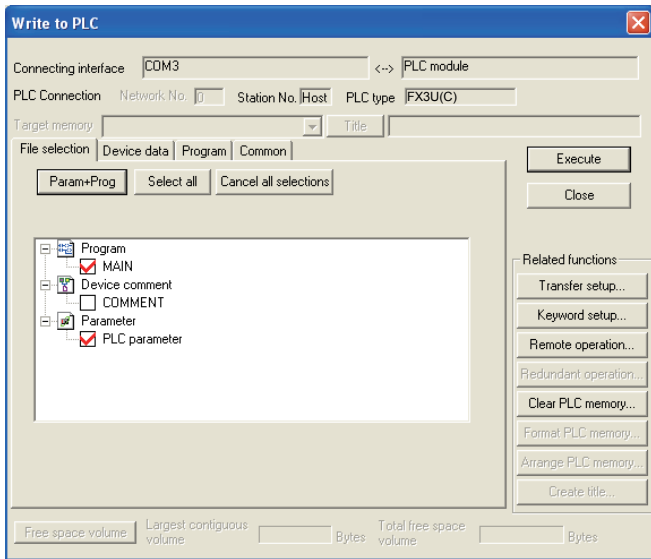 Write to PLC
Connecting interface COM3 <--> PLC module
PLC Connection Network No. 0 Station No. Host PLC type FX3U(C)
Target memory Title
File selection Device data Program Common
Execute
Param+Prog Select all Cancel all selections
Close
Program
MAIN
Device comment
COMMENT
Parameter
PLC parameter
Related functions
Transfer setup...
Keyword setup...
Remote operation...
Redundant operation...
Clear PLC memory...
Format PLC memory...
Arrange PLC memory...
Create title...
Free space volume Largest contiguous volume Bytes Total free space volume Bytes